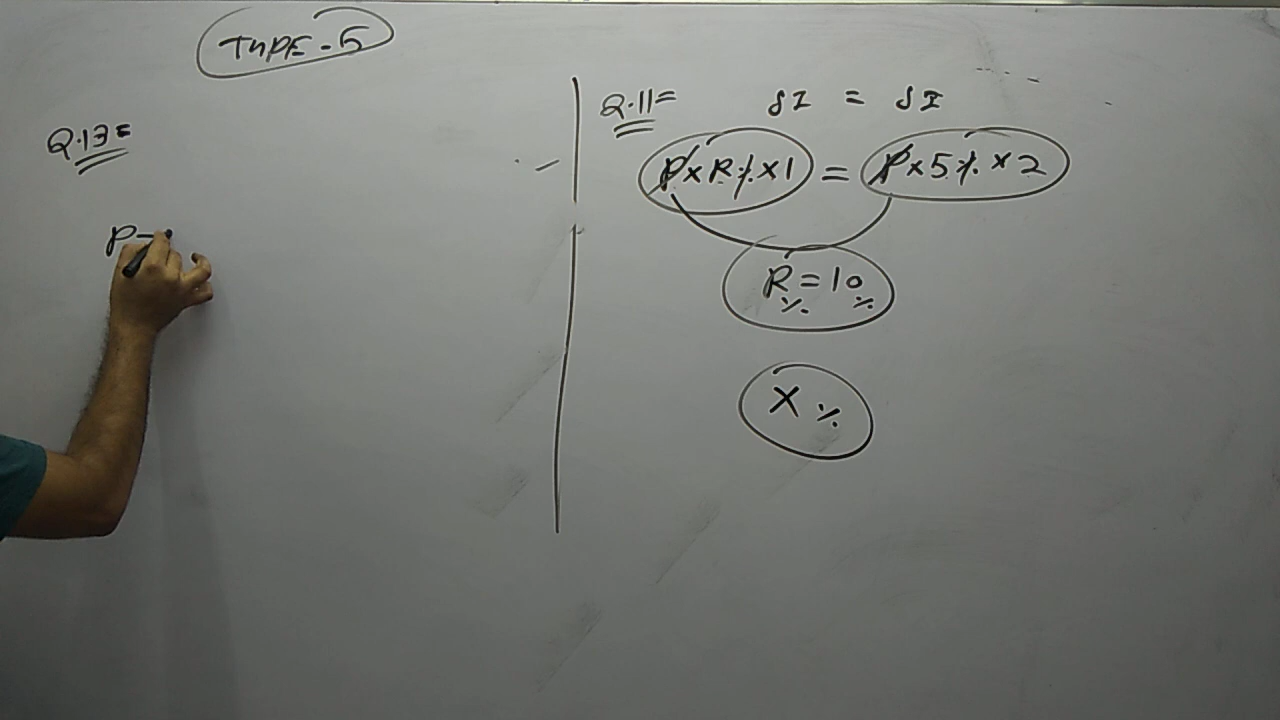 TYPE-5
Q.13=
P-
Q.11= SI = SI
P×R%×1 = P×5%×2
R% = 10%
X%